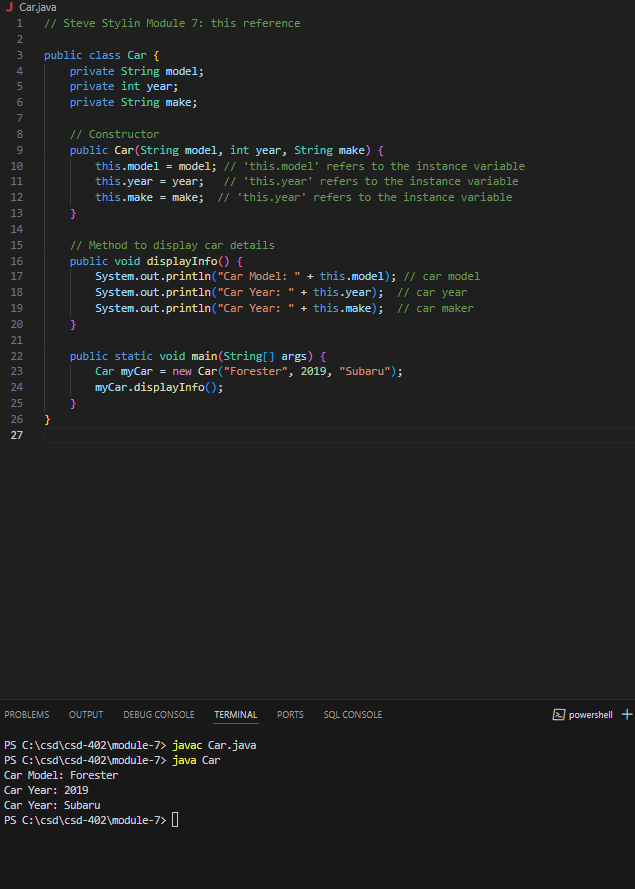 J Car.java
1 // Steve Stylin Module 7: this reference
2
3 public class Car {
4     private String model;
5     private int year;
6     private String make;
7
8     // Constructor
9     public Car(String model, int year, String make) {
10         this.model = model; // 'this.model' refers to the instance variable
11         this.year = year;   // 'this.year' refers to the instance variable
12         this.make = make;  // 'this.year' refers to the instance variable
13     }
14
15     // Method to display car details
16     public void displayInfo() {
17         System.out.println("Car Model: " + this.model); // car model
18         System.out.println("Car Year: " + this.year);  // car year
19         System.out.println("Car Year: " + this.make);  // car maker
20     }
21
22     public static void main(String[] args) {
23         Car myCar = new Car("Forester", 2019, "Subaru");
24         myCar.displayInfo();
25     }
26 }
27
PROBLEMS OUTPUT DEBUG CONSOLE TERMINAL PORTS SQL CONSOLE powershell +
PS C:\csd\csd-402\module-7> javac Car.java
PS C:\csd\csd-402\module-7> java Car
Car Model: Forester
Car Year: 2019
Car Year: Subaru
PS C:\csd\csd-402\module-7>